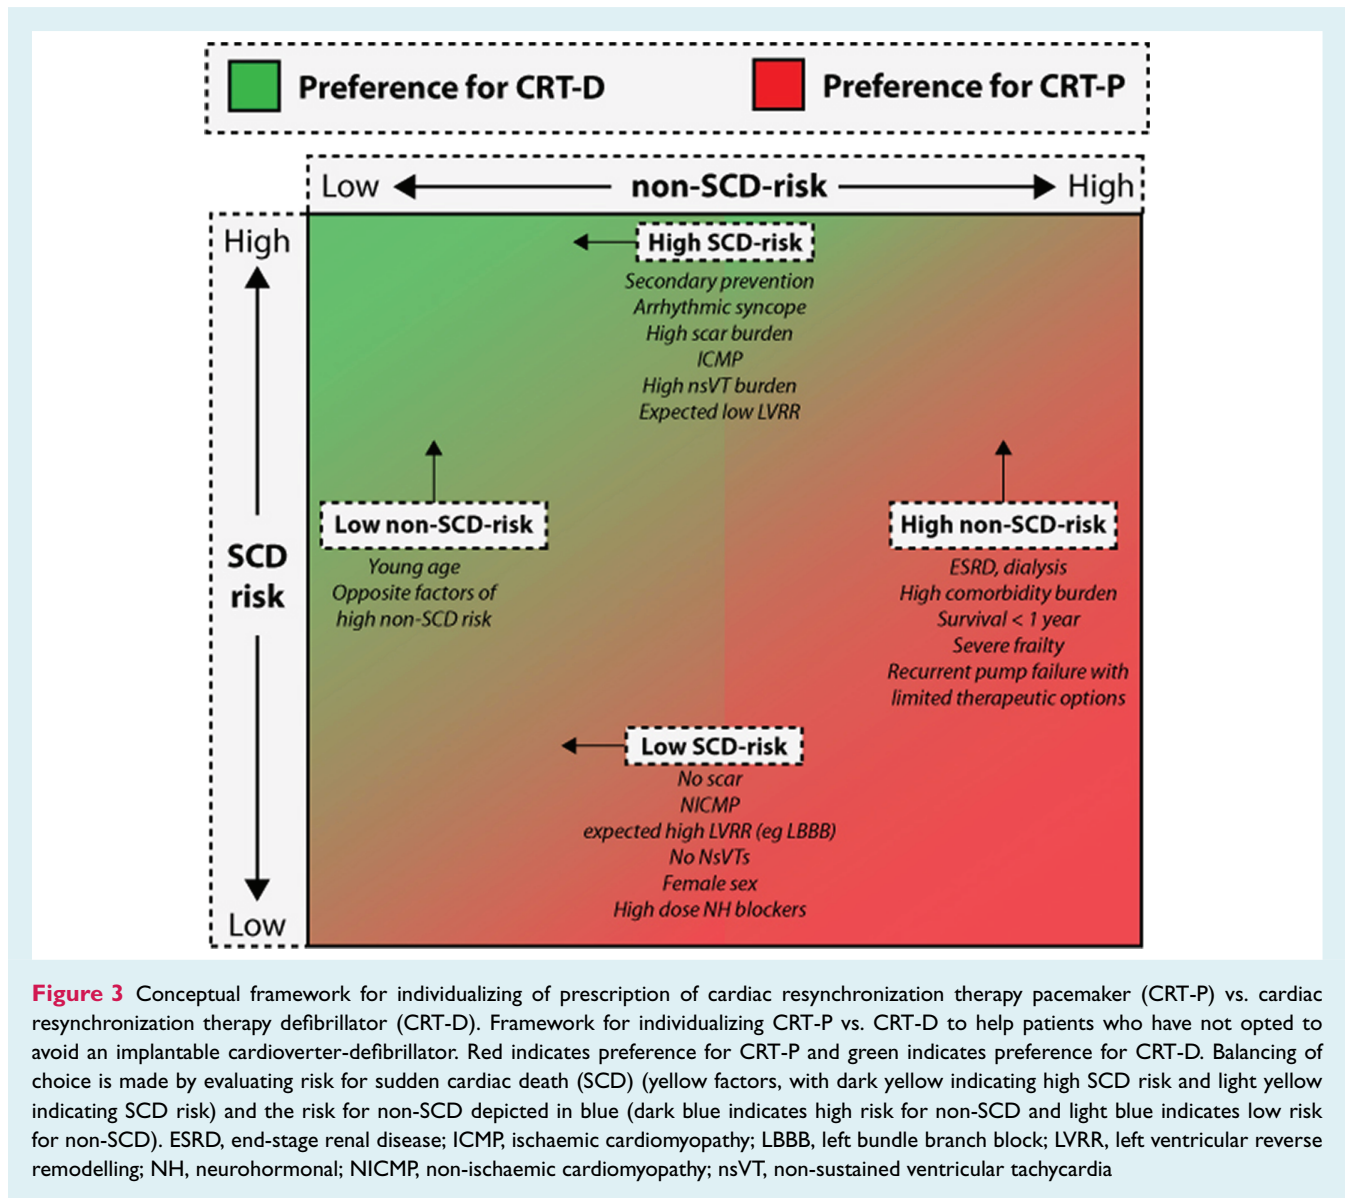 Preference for CRT-D
Preference for CRT-P
Low
non-SCD-risk
High
High
SCD
risk
Low
High SCD-risk
Secondary prevention
Arrhythmic syncope
High scar burden
ICMP
High nsVT burden
Expected low LVRR
Low non-SCD-risk
Young age
Opposite factors of
high non-SCD risk
High non-SCD-risk
ESRD, dialysis
High comorbidity burden
Survival < 1 year
Severe frailty
Recurrent pump failure with
limited therapeutic options
Low SCD-risk
No scar
NICMP
expected high LVRR (eg LBBB)
No NsVTs
Female sex
High dose NH blockers
Figure 3 Conceptual framework for individualizing of prescription of cardiac resynchronization therapy pacemaker (CRT-P) vs. cardiac
resynchronization therapy defibrillator (CRT-D). Framework for individualizing CRT-P vs. CRT-D to help patients who have not opted to
avoid an implantable cardioverter-defibrillator. Red indicates preference for CRT-P and green indicates preference for CRT-D. Balancing of
choice is made by evaluating risk for sudden cardiac death (SCD) (yellow factors, with dark yellow indicating high SCD risk and light yellow
indicating SCD risk) and the risk for non-SCD depicted in blue (dark blue indicates high risk for non-SCD and light blue indicates low risk
for non-SCD). ESRD, end-stage renal disease; ICMP, ischaemic cardiomyopathy; LBBB, left bundle branch block; LVRR, left ventricular reverse
remodelling; NH, neurohormonal; NICMP, non-ischaemic cardiomyopathy; nsVT, non-sustained ventricular tachycardia